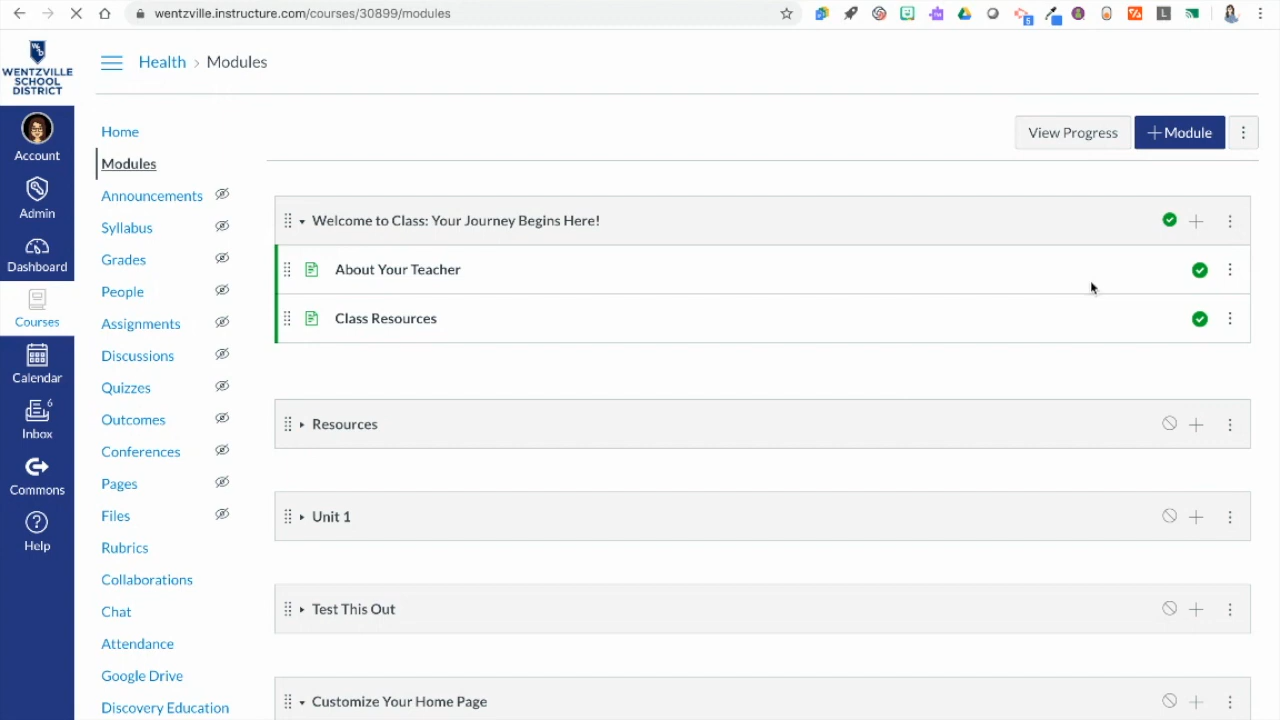 wentzville.instructure.com/courses/30899/modules
WENTZVILLE
SCHOOL
DISTRICT
Account
Admin
Dashboard
Courses
Calendar
6
Inbox
Commons
Help
Health › Modules
Home
Modules
Announcements
Syllabus
Grades
People
Assignments
Discussions
Quizzes
Outcomes
Conferences
Pages
Files
Rubrics
Collaborations
Chat
Attendance
Google Drive
Discovery Education
View Progress
+ Module
Welcome to Class: Your Journey Begins Here!
About Your Teacher
Class Resources
Resources
Unit 1
Test This Out
Customize Your Home Page